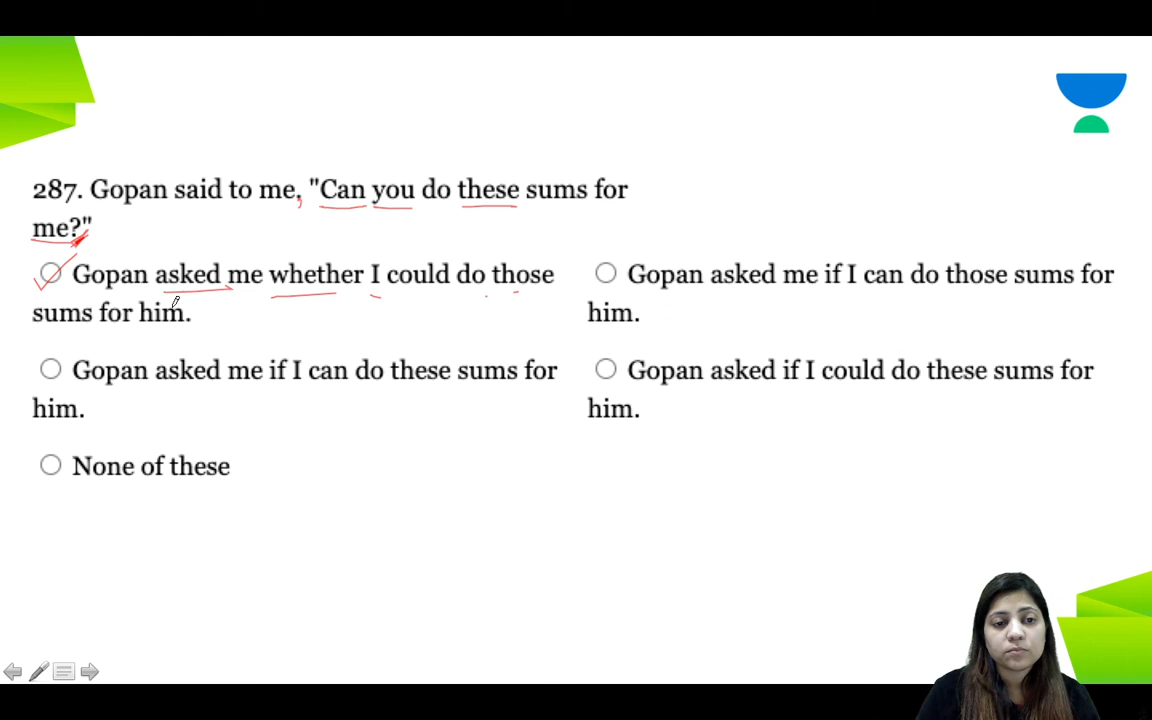 287. Gopan said to me, "Can you do these sums for
me?"
Gopan asked me whether I could do those
sums for him.
Gopan asked me if I can do those sums for
him.
Gopan asked me if I can do these sums for
him.
Gopan asked if I could do these sums for
him.
None of these